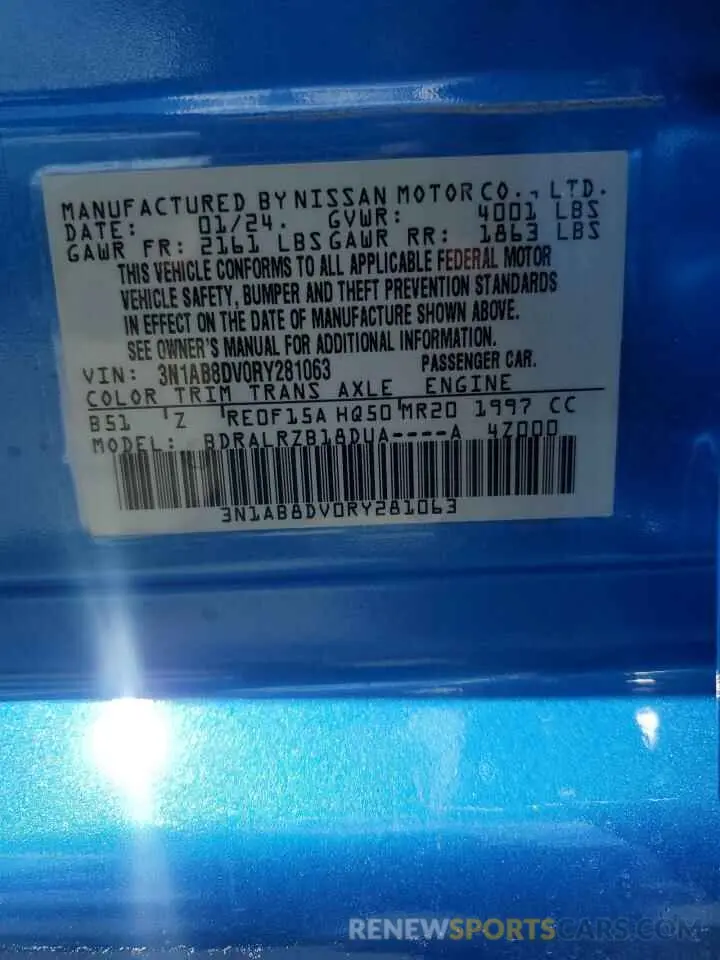 MANUFACTURED BY NISSAN MOTOR CO., LTD.
DATE: 01/24. GVWR: 4001 LBS
GAWR FR: 2161 LBS GAWR RR: 1863 LBS
THIS VEHICLE CONFORMS TO ALL APPLICABLE FEDERAL MOTOR
VEHICLE SAFETY, BUMPER AND THEFT PREVENTION STANDARDS
IN EFFECT ON THE DATE OF MANUFACTURE SHOWN ABOVE.
SEE OWNER'S MANUAL FOR ADDITIONAL INFORMATION.
VIN: 3N1AB8DV0RY281063 PASSENGER CAR.
COLOR TRIM TRANS AXLE ENGINE
B51 Z RE0F15A HQ50 MR20 1997 CC
MODEL: BDRALRZB18DUA----A 4Z000
3N1AB8DV0RY281063
RENEWSPORTSCARS.COM